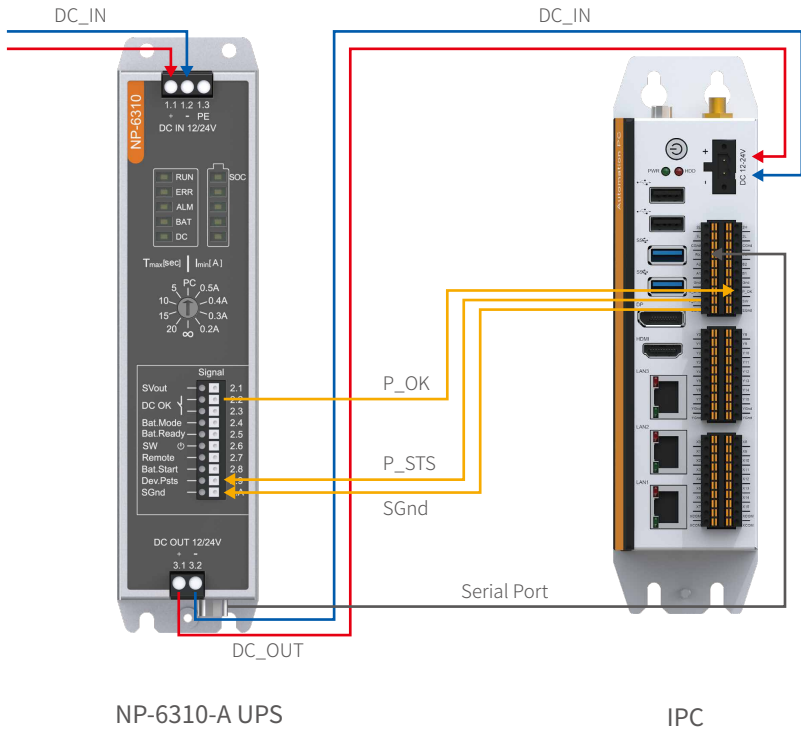 DC_IN
DC_IN
NP-6310
1.1 1.2 1.3
+ - PE
DC IN 12/24V
RUN
SOC
ERR
ALM
BAT
DC
Tmax[sec] | Imin[A]
PC
5
0.5A
10
0.4A
15
0.3A
20
∞
0.2A
Signal
SVout 2.1
DC OK 2.2
2.3
Bat.Mode 2.4
Bat.Ready 2.5
SW 2.6
Remote 2.7
Bat.Start 2.8
Dev.Psts
SGnd
DC OUT 12/24V
+ -
3.1 3.2
P_OK
P_STS
SGnd
Serial Port
DC_OUT
Automation PC
PWR
HDD
+
-
DC 12-24V
DP
HDMI
LAN3
LAN2
LAN1
NP-6310-A UPS
IPC